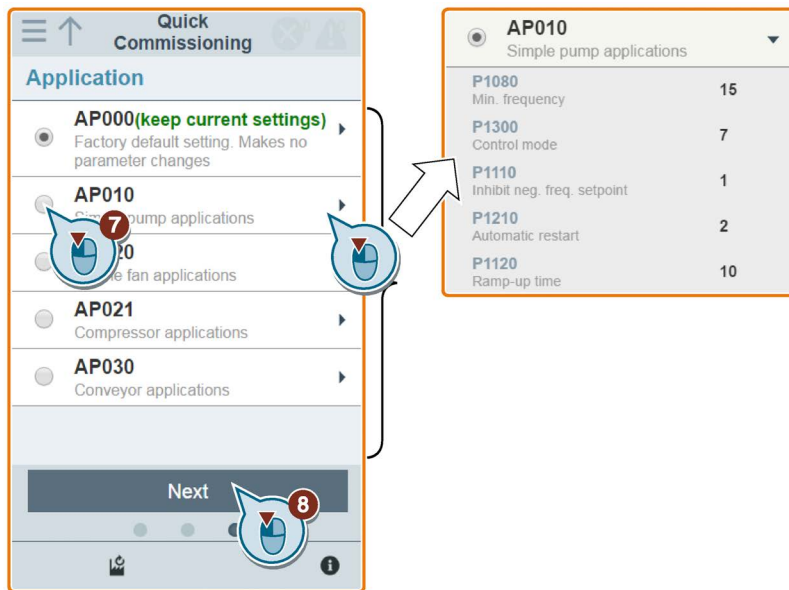 Quick
Commissioning
Application
AP000(keep current settings)
Factory default setting. Makes no
parameter changes
AP010
pump applications
7
20
fan applications
AP021
Compressor applications
AP030
Conveyor applications
Next
8
AP010
Simple pump applications
P1080
15
Min. frequency
P1300
7
Control mode
P1110
1
Inhibit neg. freq. setpoint
P1210
2
Automatic restart
P1120
10
Ramp-up time